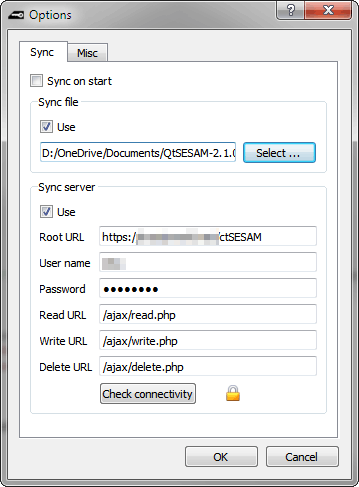 Options
Sync Misc
Sync on start
Sync file
Use
D:/OneDrive/Documents/QtSESAM-2.1.0 Select ...
Sync server
Use
Root URL https:/ /ctSESAM
User name
Password ●●●●●●●●
Read URL /ajax/read.php
Write URL /ajax/write.php
Delete URL /ajax/delete.php
Check connectivity
OK Cancel